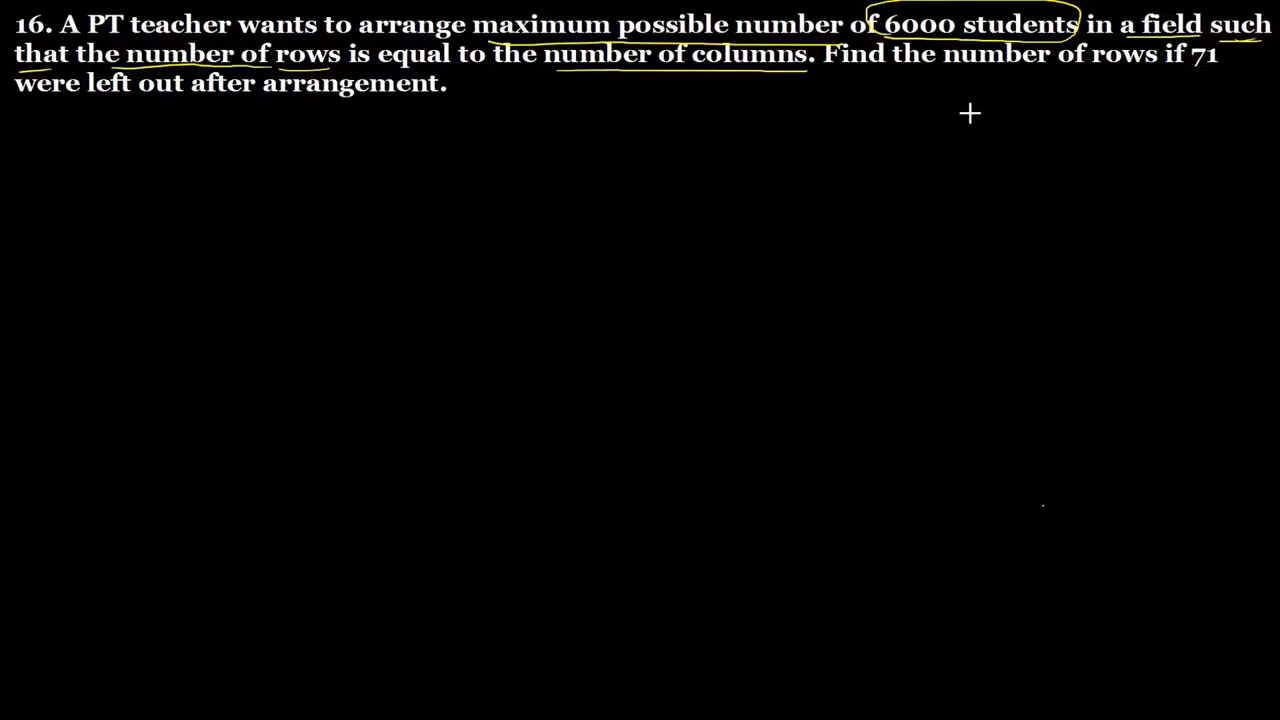 16. A PT teacher wants to arrange maximum possible number of 6000 students in a field such
that the number of rows is equal to the number of columns. Find the number of rows if 71
were left out after arrangement.